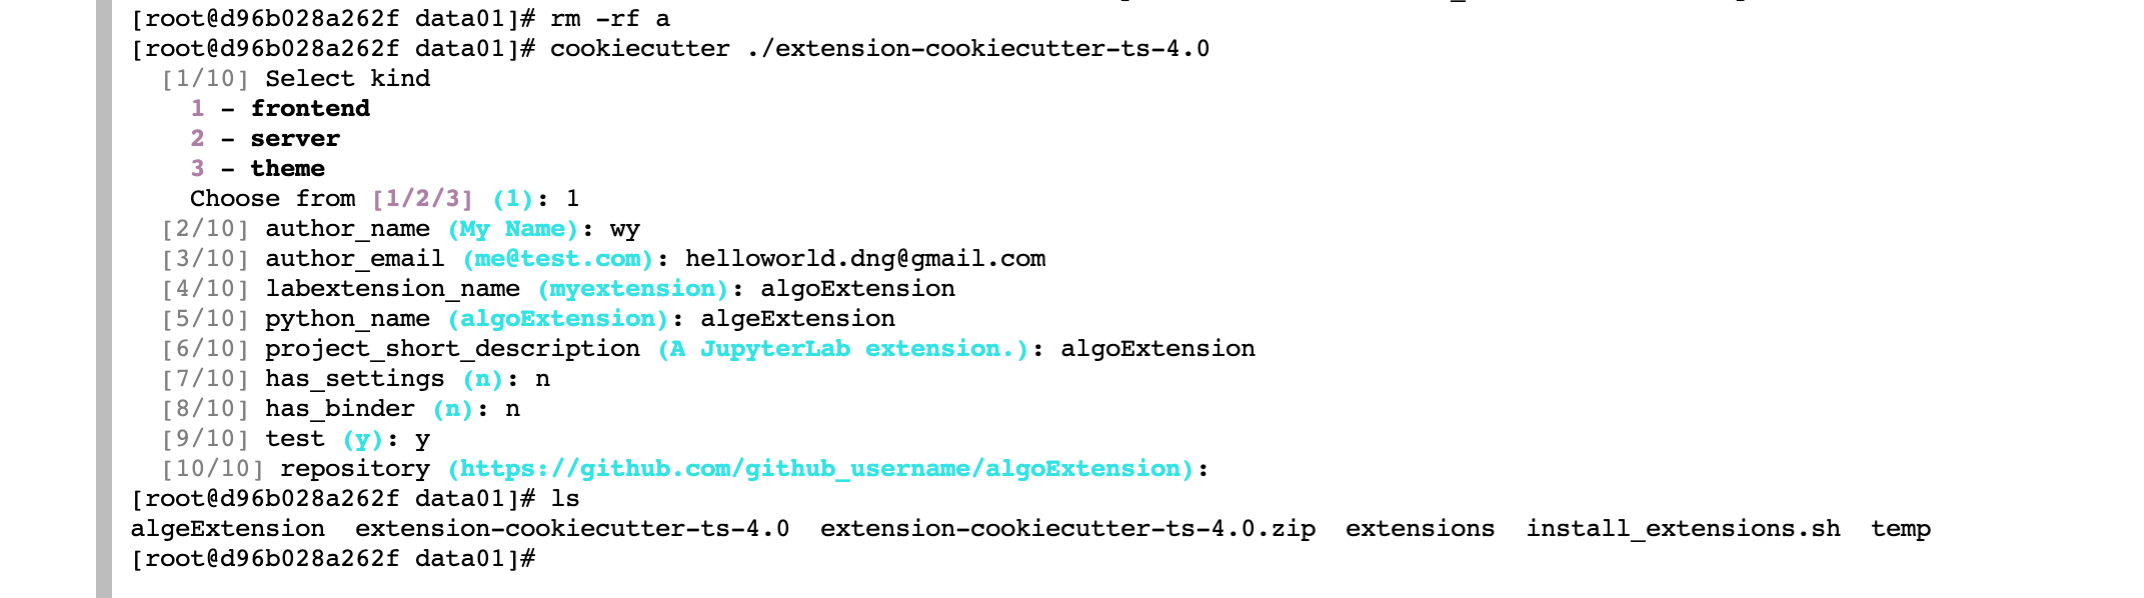 [root@d96b028a262f data01]# rm -rf a
[root@d96b028a262f data01]# cookiecutter ./extension-cookiecutter-ts-4.0
[1/10] Select kind
1 - frontend
2 - server
3 - theme
Choose from [1/2/3] (1): 1
[2/10] author_name (My Name): wy
[3/10] author_email (me@test.com): helloworld.dng@gmail.com
[4/10] labextension_name (myextension): algoExtension
[5/10] python_name (algoExtension): algeExtension
[6/10] project_short_description (A JupyterLab extension.): algoExtension
[7/10] has_settings (n): n
[8/10] has_binder (n): n
[9/10] test (y): y
[10/10] repository (https://github.com/github_username/algoExtension):
[root@d96b028a262f data01]# ls
algeExtension  extension-cookiecutter-ts-4.0  extension-cookiecutter-ts-4.0.zip  extensions  install_extensions.sh  temp
[root@d96b028a262f data01]#